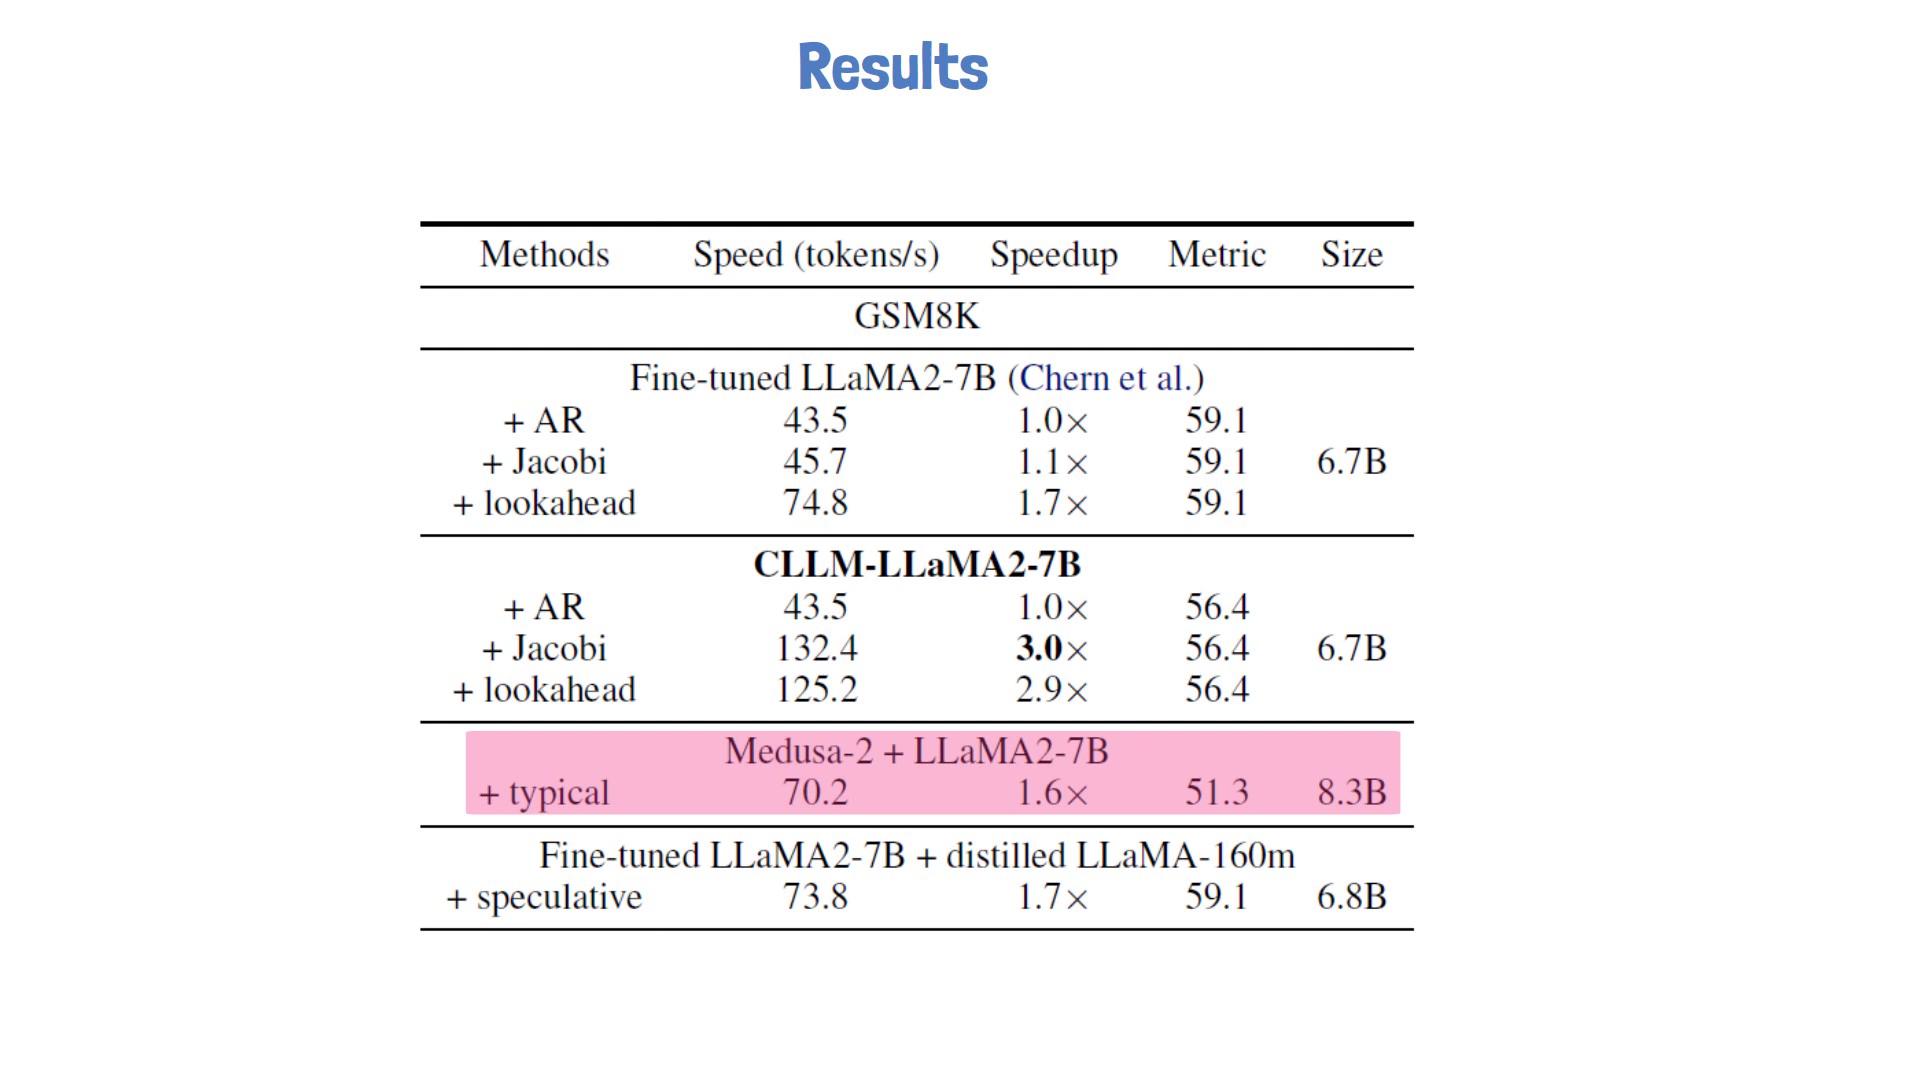 Results
Methods Speed (tokens/s) Speedup Metric Size
GSM8K
Fine-tuned LLaMA2-7B (Chern et al.)
+ AR 43.5 1.0× 59.1
+ Jacobi 45.7 1.1× 59.1 6.7B
+ lookahead 74.8 1.7× 59.1
CLLM-LLaMA2-7B
+ AR 43.5 1.0× 56.4
+ Jacobi 132.4 3.0× 56.4 6.7B
+ lookahead 125.2 2.9× 56.4
Medusa-2 + LLaMA2-7B
+ typical 70.2 1.6× 51.3 8.3B
Fine-tuned LLaMA2-7B + distilled LLaMA-160m
+ speculative 73.8 1.7× 59.1 6.8B